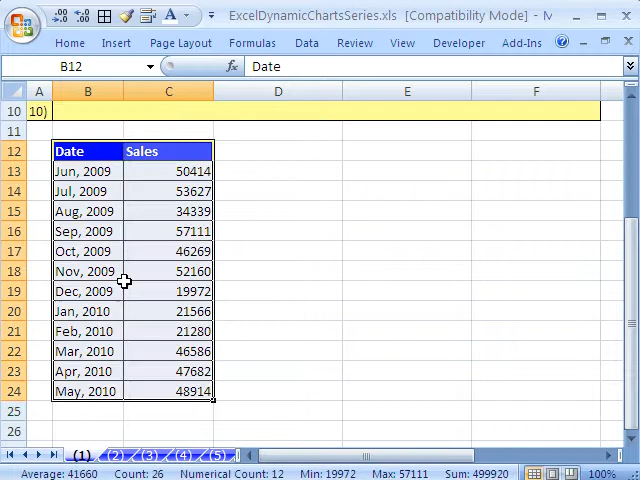 ExcelDynamicChartsSeries.xls [Compatibility Mode] - M
Home Insert Page Layout Formulas Data Review View Developer Add-Ins
B12 fx Date
A B C D E F
10 10)
11
12 Date Sales
13 Jun, 2009 50414
14 Jul, 2009 53627
15 Aug, 2009 34339
16 Sep, 2009 57111
17 Oct, 2009 46269
18 Nov, 2009 52160
19 Dec, 2009 19972
20 Jan, 2010 21566
21 Feb, 2010 21280
22 Mar, 2010 46586
23 Apr, 2010 47682
24 May, 2010 48914
25
26
(1) (2) (3) (4) (5)
Average: 41660 Count: 26 Numerical Count: 12 Min: 19972 Max: 57111 Sum: 499920 100%